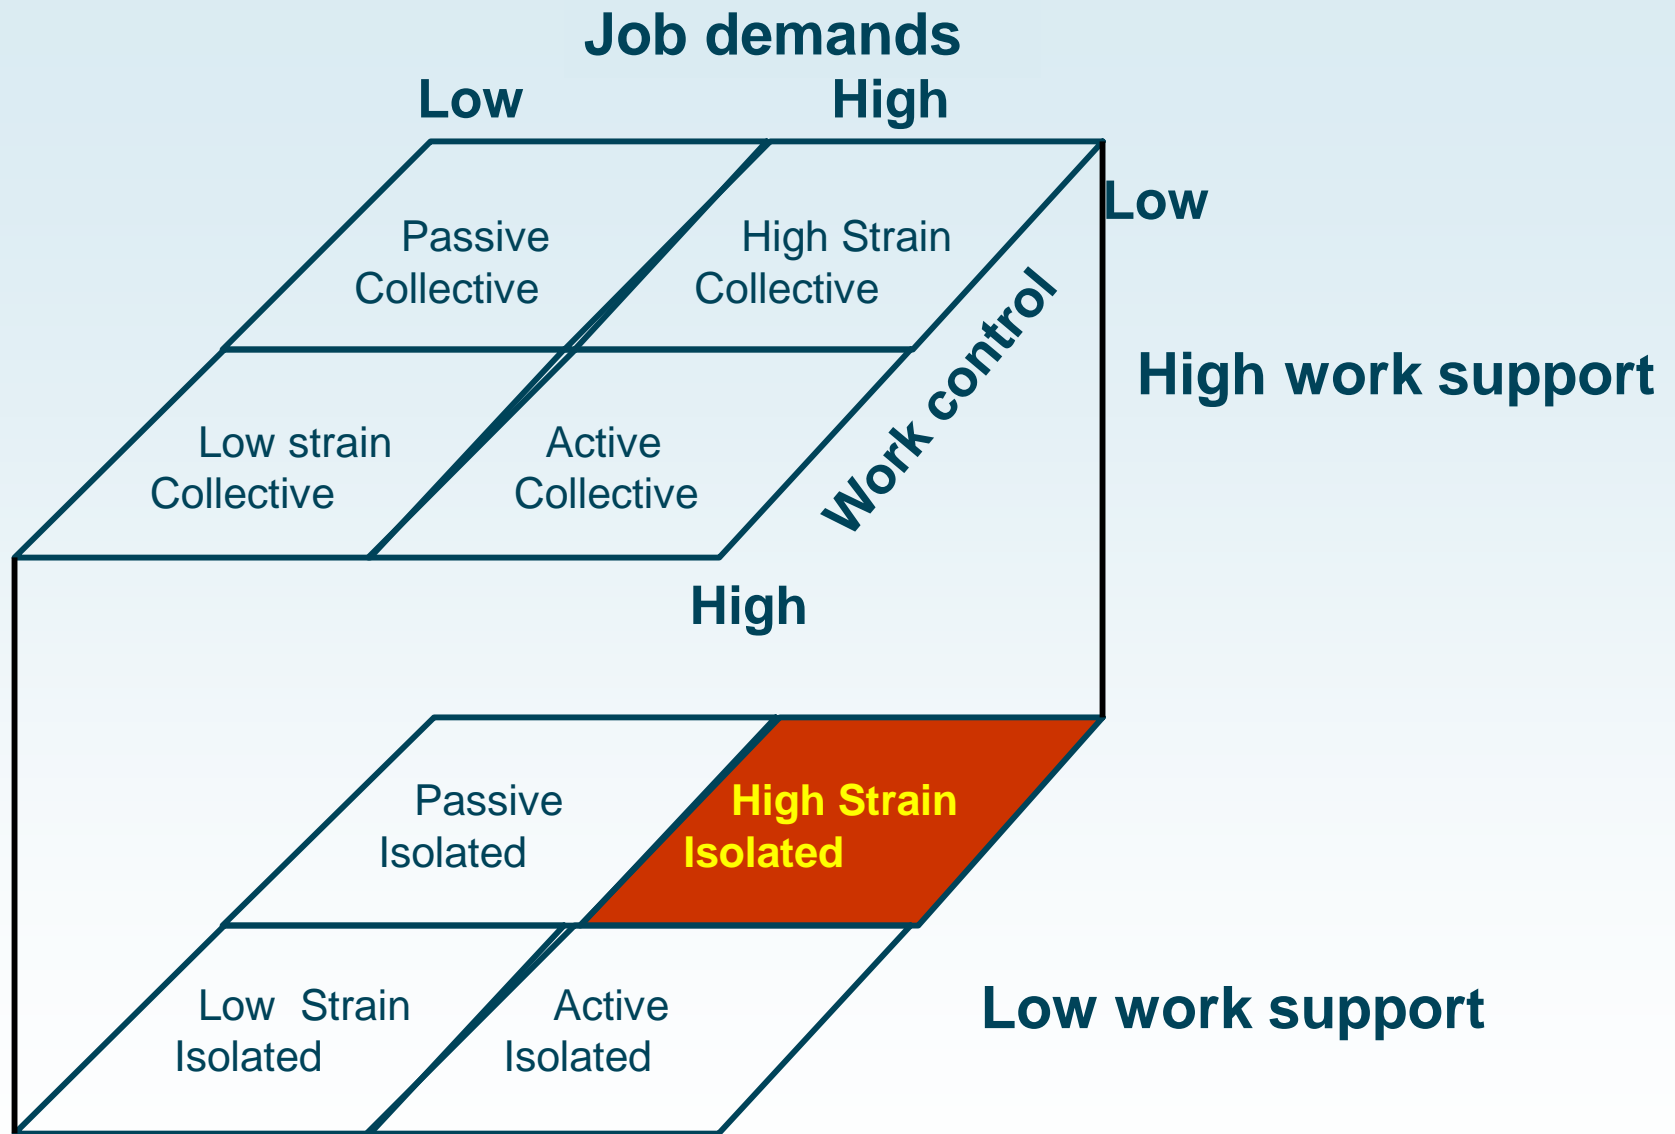 Job demands
Low High
Low
Passive High Strain
Collective Collective
Work control
High work support
Low strain Active
Collective Collective
High
Passive High Strain
Isolated Isolated
Low Strain Active
Isolated Isolated
Low work support